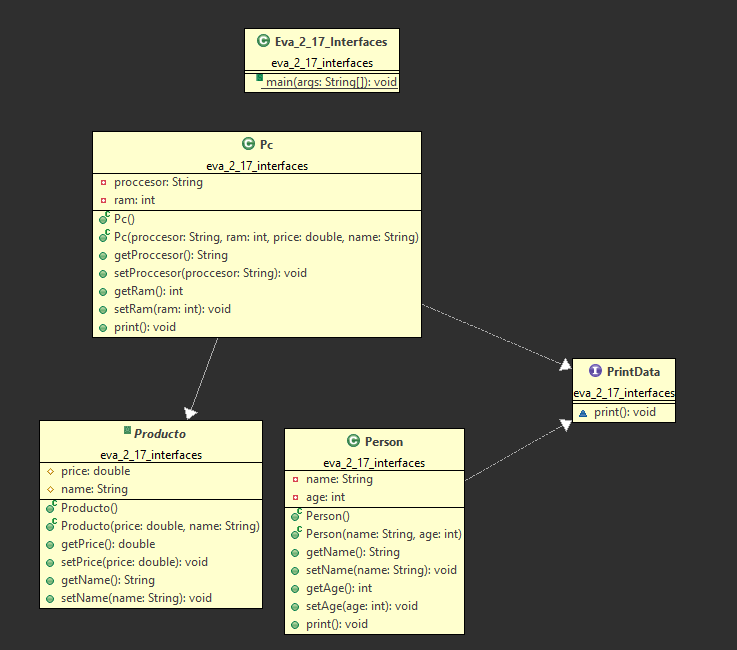 Eva_2_17_Interfaces
eva_2_17_interfaces
main(args: String[]): void
Pc
eva_2_17_interfaces
proccesor: String
ram: int
Pc()
Pc(proccesor: String, ram: int, price: double, name: String)
getProccesor(): String
setProccesor(proccesor: String): void
getRam(): int
setRam(ram: int): void
print(): void
PrintData
eva_2_17_interfaces
print(): void
Producto
eva_2_17_interfaces
price: double
name: String
Producto()
Producto(price: double, name: String)
getPrice(): double
setPrice(price: double): void
getName(): String
setName(name: String): void
Person
eva_2_17_interfaces
name: String
age: int
Person()
Person(name: String, age: int)
getName(): String
setName(name: String): void
getAge(): int
setAge(age: int): void
print(): void